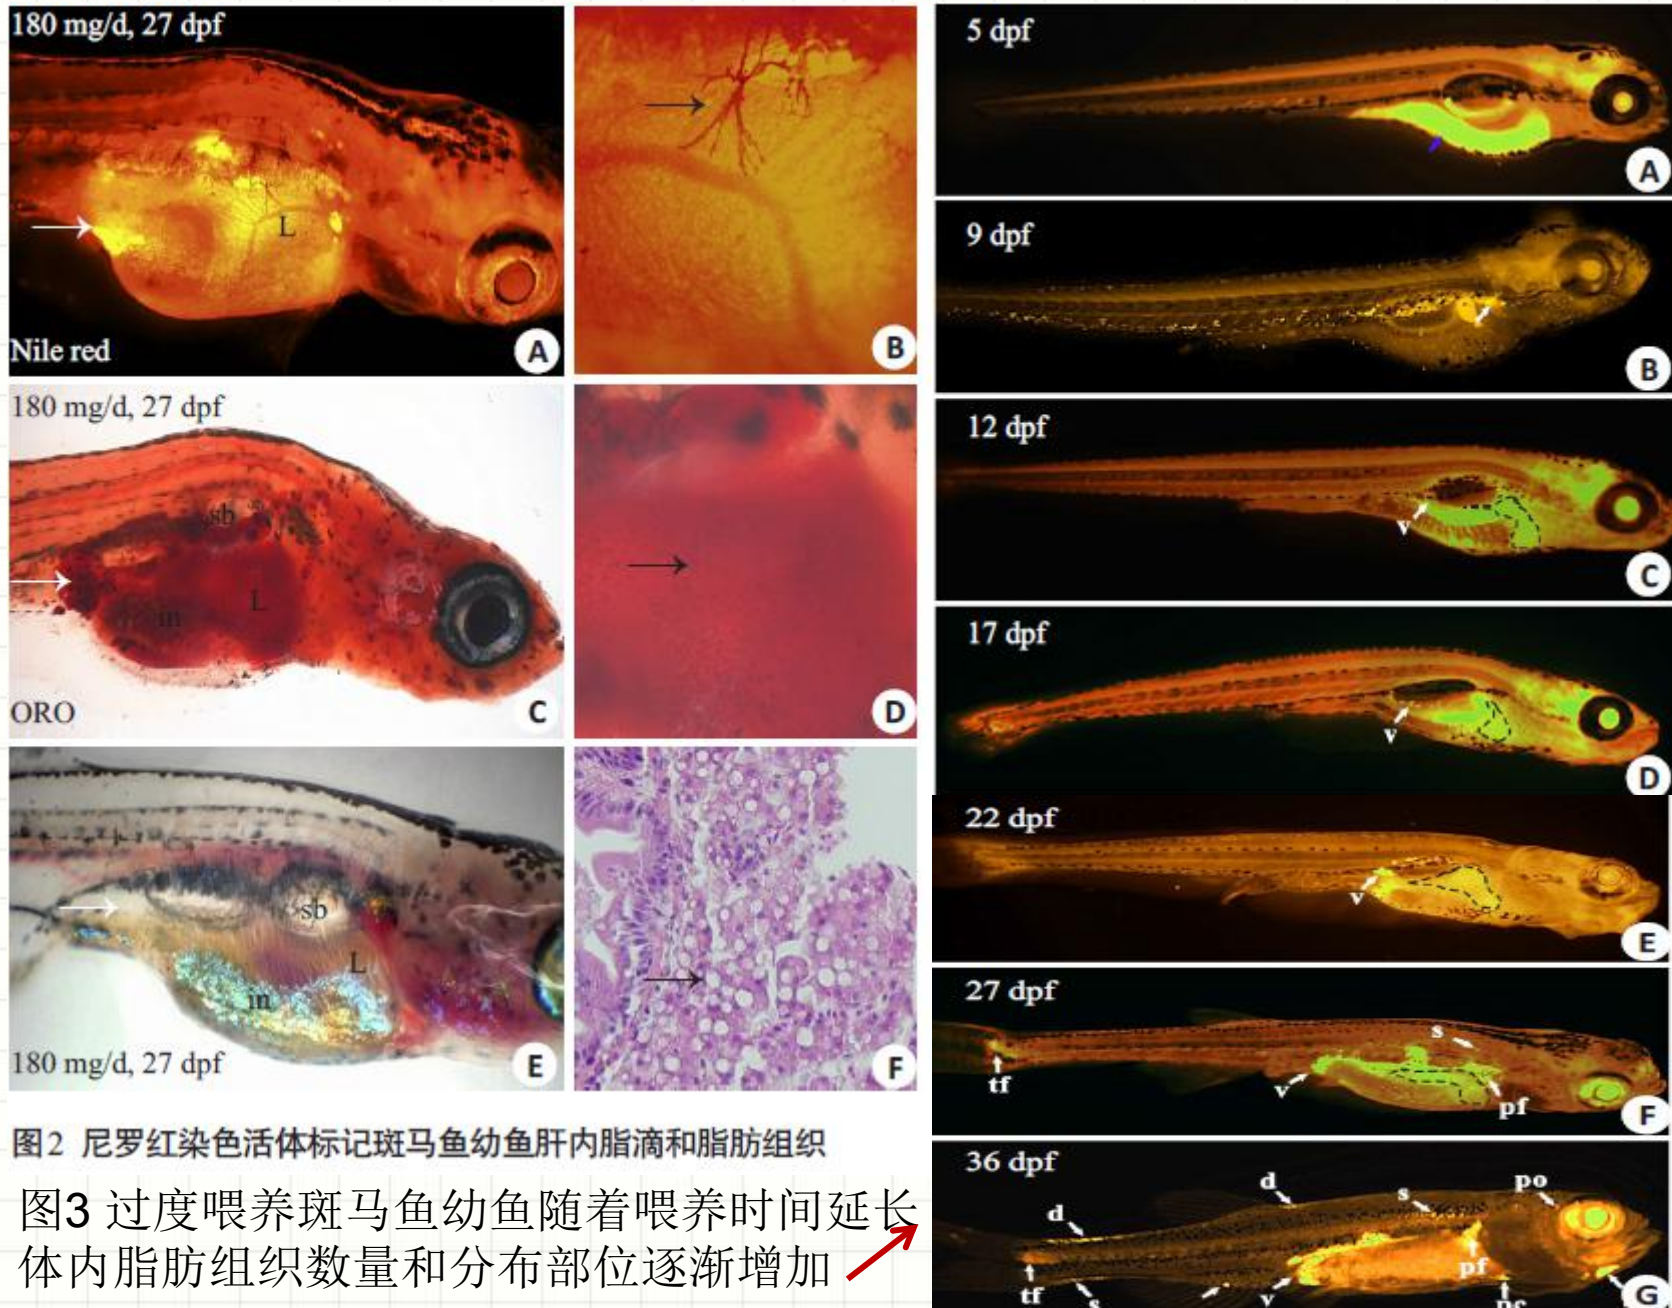 180 mg/d, 27 dpf
L
Nile red
A
B
180 mg/d, 27 dpf
sb
L
in
ORO
C
D
sb
L
in
180 mg/d, 27 dpf
E
F
图2 尼罗红染色活体标记斑马鱼幼鱼肝内脂滴和脂肪组织
图3 过度喂养斑马鱼幼鱼随着喂养时间延长
体内脂肪组织数量和分布部位逐渐增加
5 dpf
A
9 dpf
B
12 dpf
v
C
17 dpf
v
D
22 dpf
v
E
27 dpf
s
tf
v
pf
F
36 dpf
d
d
s
po
pf
tf
s
v
G